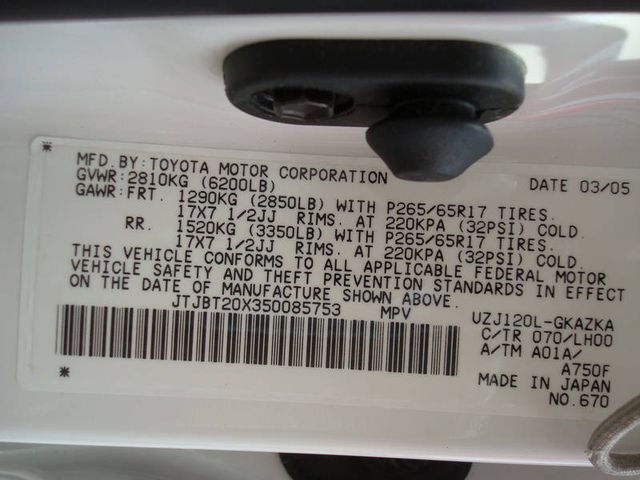 * MFD. BY: TOYOTA MOTOR CORPORATION DATE 03/05
GVWR: 2810KG (6200LB)
GAWR: FRT. 1290KG (2850LB) WITH P265/65R17 TIRES.
17X7 1/2JJ RIMS. AT 220KPA (32PSI) COLD
RR. 1520KG (3350LB) WITH P265/65R17 TIRES.
17X7 1/2JJ RIMS. AT 220KPA (32PSI) COLD.
THIS VEHICLE CONFORMS TO ALL APPLICABLE FEDERAL MOTOR
VEHICLE SAFETY AND THEFT PREVENTION STANDARDS IN EFFECT
ON THE DATE OF MANUFACTURE SHOWN ABOVE.
JTJBT20X350085753 MPV UZJ120L-GKAZKA
C/TR 070/LH00
A/TM A01A/
A750F
* MADE IN JAPAN
NO.670